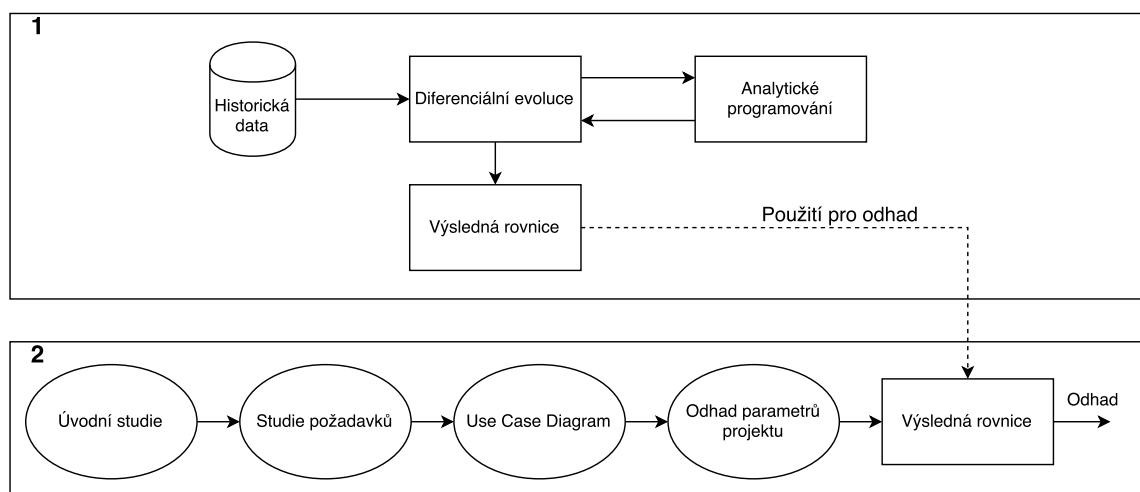 1
Historická
data
Diferenciální evoluce
Analytické
programování
Výsledná rovnice
Použití pro odhad
2
Úvodní studie
Studie požadavků
Use Case Diagram
Odhad parametrů
projektu
Výsledná rovnice
Odhad